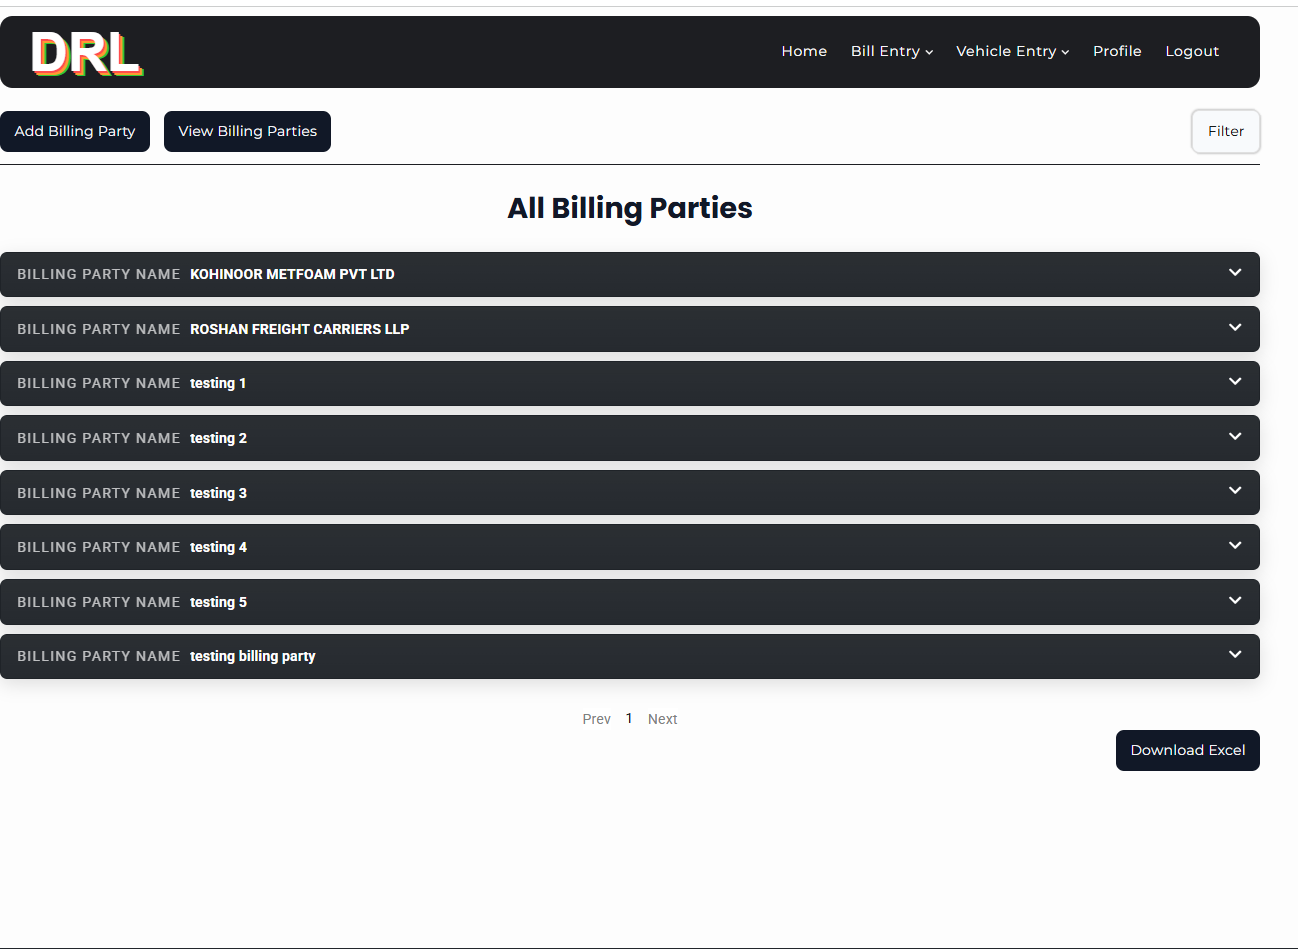 DRL
Home Bill Entry Vehicle Entry Profile Logout
Add Billing Party View Billing Parties Filter
All Billing Parties
BILLING PARTY NAME KOHINOOR METFOAM PVT LTD
BILLING PARTY NAME ROSHAN FREIGHT CARRIERS LLP
BILLING PARTY NAME testing 1
BILLING PARTY NAME testing 2
BILLING PARTY NAME testing 3
BILLING PARTY NAME testing 4
BILLING PARTY NAME testing 5
BILLING PARTY NAME testing billing party
Prev 1 Next
Download Excel